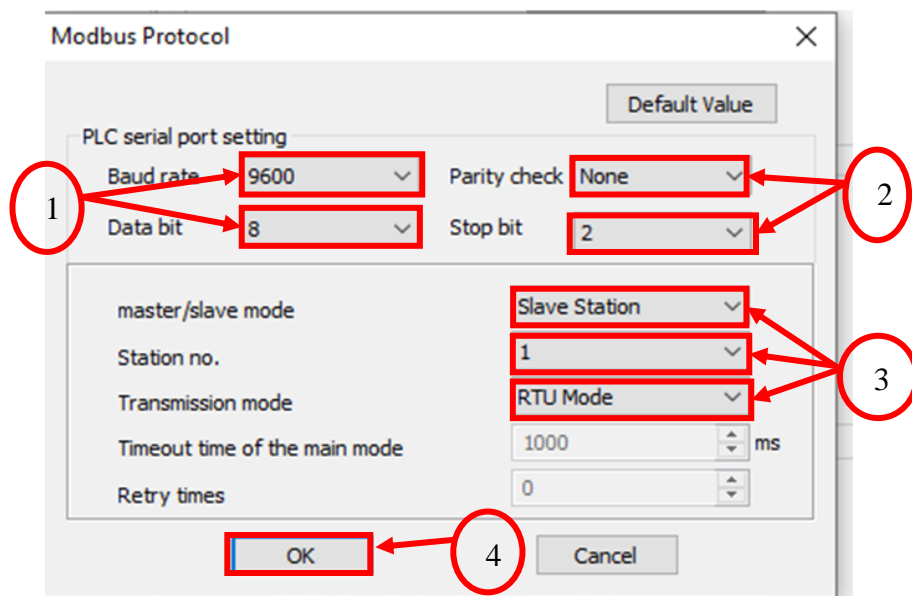 Modbus Protocol
Default Value
PLC serial port setting
Baud rate 9600 Parity check None
1 2
Data bit 8 Stop bit 2
master/slave mode Slave Station
Station no. 1
3
Transmission mode RTU Mode
Timeout time of the main mode 1000 ms
Retry times 0
OK 4 Cancel